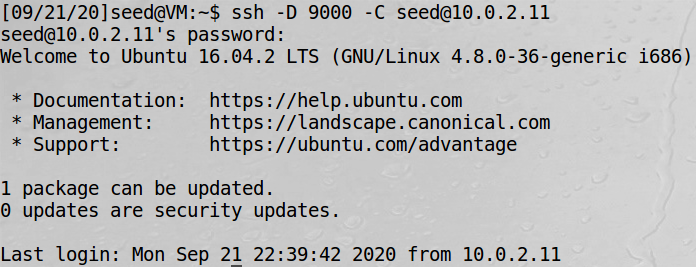 [09/21/20]seed@VM:~$ ssh -D 9000 -C seed@10.0.2.11
seed@10.0.2.11's password:
Welcome to Ubuntu 16.04.2 LTS (GNU/Linux 4.8.0-36-generic i686)
* Documentation:  https://help.ubuntu.com
* Management:     https://landscape.canonical.com
* Support:        https://ubuntu.com/advantage
1 package can be updated.
0 updates are security updates.
Last login: Mon Sep 21 22:39:42 2020 from 10.0.2.11